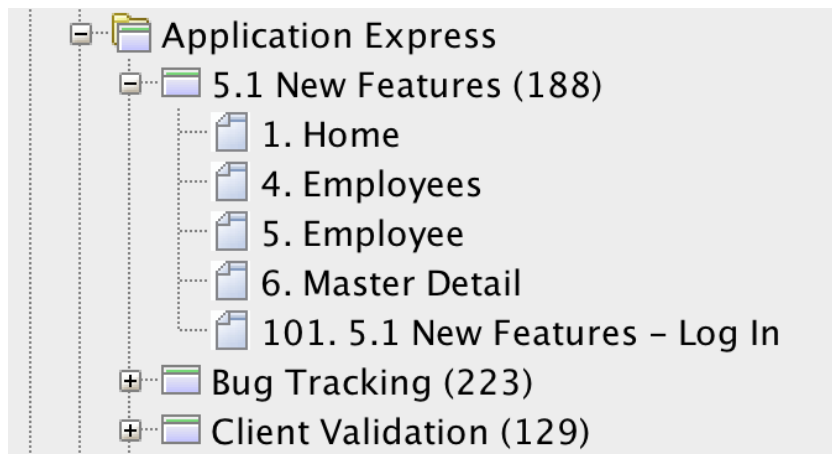 Application Express
5.1 New Features (188)
1. Home
4. Employees
5. Employee
6. Master Detail
101. 5.1 New Features – Log In
Bug Tracking (223)
Client Validation (129)